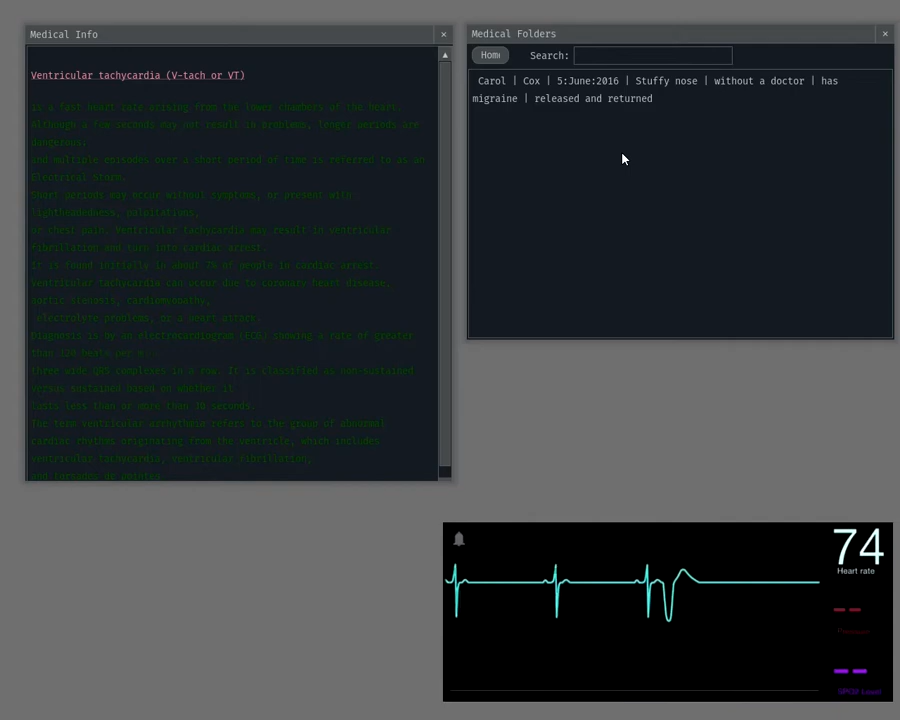 Medical Info
×
Ventricular tachycardia (V-tach or VT)
is a fast heart rate arising from the lower chambers of the heart.
Although a few seconds may not result in problems, longer periods are
dangerous.
and multiple episodes over a short period of time is referred to as an
Electrical Storm.
Short periods may occur without symptoms, or present with
lightheadedness, palpitations,
or chest pain. Ventricular tachycardia may result in ventricular
fibrillation and turn into cardiac arrest.
It is found initially in about 7% of people in cardiac arrest.
Ventricular tachycardia can occur due to coronary heart disease,
aortic stenosis, cardiomyopathy,
electrolyte problems, or a heart attack.
Diagnosis is by an electrocardiogram (ECG) showing a rate of greater
than 120 beats per
three wide QRS complexes in a row. It is classified as non-sustained
versus sustained based on whether it
lasts less than or more than 30 seconds.
The term ventricular refers to the group of abnormal
cardiac rhythms originating from the ventricle, which includes
ventricular tachycardia, ventricular fibrillation,
and torsades de pointes
Medical Folders
×
Home
Search:
Carol | Cox | 5:June:2016 | Stuffy nose | without a doctor | has
migraine | released and returned
74
Heart rate
--
--